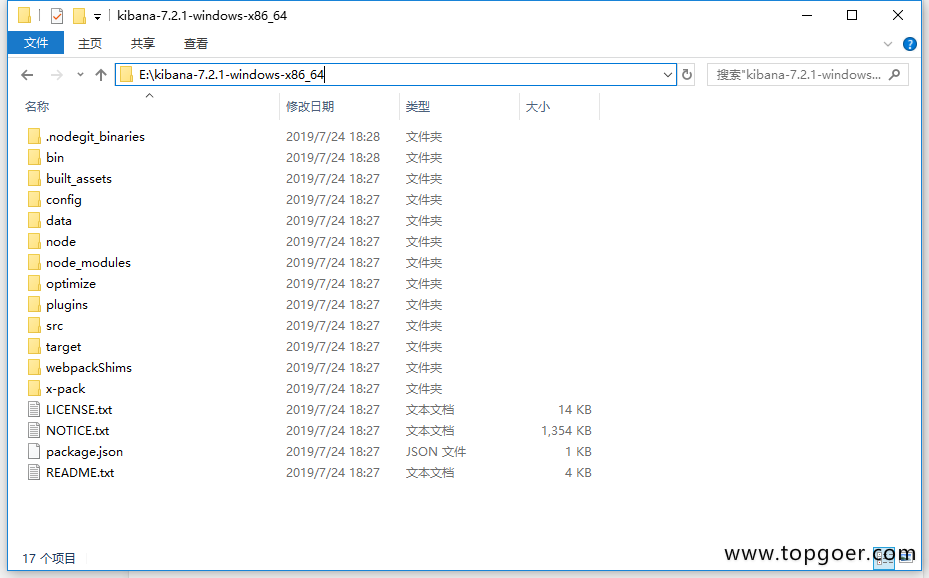 kibana-7.2.1-windows-x86_64
文件 主页 共享 查看
E:\kibana-7.2.1-windows-x86_64 搜索"kibana-7.2.1-windows...
名称 修改日期 类型 大小
.nodegit_binaries 2019/7/24 18:28 文件夹
bin 2019/7/24 18:28 文件夹
built_assets 2019/7/24 18:27 文件夹
config 2019/7/24 18:27 文件夹
data 2019/7/24 18:27 文件夹
node 2019/7/24 18:27 文件夹
node_modules 2019/7/24 18:27 文件夹
optimize 2019/7/24 18:27 文件夹
plugins 2019/7/24 18:27 文件夹
src 2019/7/24 18:27 文件夹
target 2019/7/24 18:27 文件夹
webpackShims 2019/7/24 18:27 文件夹
x-pack 2019/7/24 18:27 文件夹
LICENSE.txt 2019/7/24 18:27 文本文档 14 KB
NOTICE.txt 2019/7/24 18:27 文本文档 1,354 KB
package.json 2019/7/24 18:27 JSON 文件 1 KB
README.txt 2019/7/24 18:27 文本文档 4 KB
17 个项目
www.topgoer.com